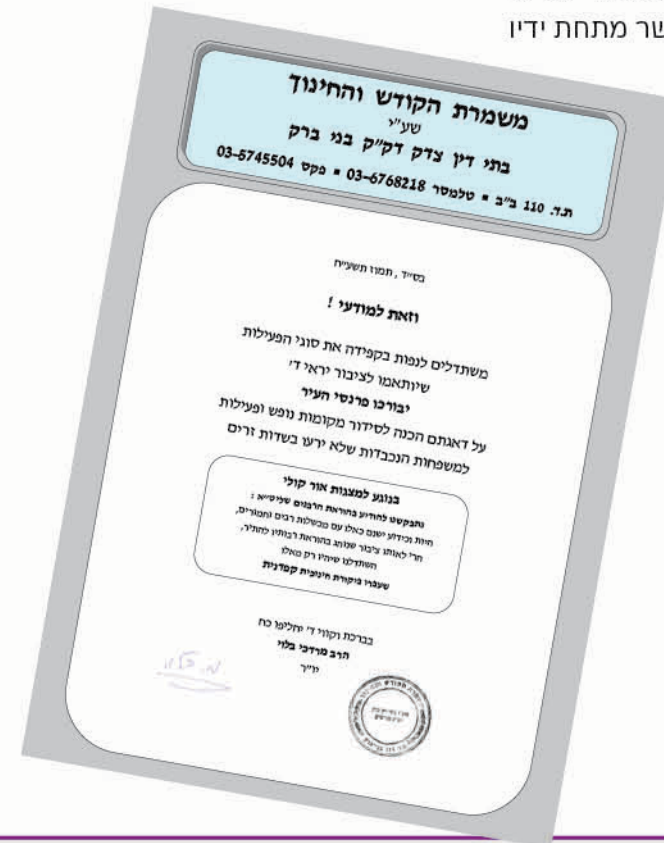 שר מתחת ידיו
משמרת הקודש והחינוך
שע"י
בתי דין צדק דק"ק בני ברק
ת.ד. 110 ב"ב ▪ טלמסר 03-6768218 ▪ פקס 03-5745504
בס"ד, תמוז תשע"ח
וזאת למודעי !
משתדלים לנפות בקפידה את סוגי הפעילות
שיותאמו לציבור יראי ד'
יבורכו פרנסי העיר
על דאגתם הכנה לסידור מקומות נופש ופעילות
למשפחות הנכבדות שלא ירעו בשדות זרים
בנוגע למצגות אור קולי
נתבקשנו להודיע בהוראת הרבנים שליט"א :
היות וכידוע ישנם כאלו עם מכשלות רבים וחמורים,
הרי לאותו ציבור שנוהג בהוראת רבותיו להתיר,
השתדלנו שיהיו רק מאלו
שעברו ביקורת חינוכית קפדנית
בברכת וקווי ד' יחליפו כח
הרב מרדכי בלוי
יו"ר